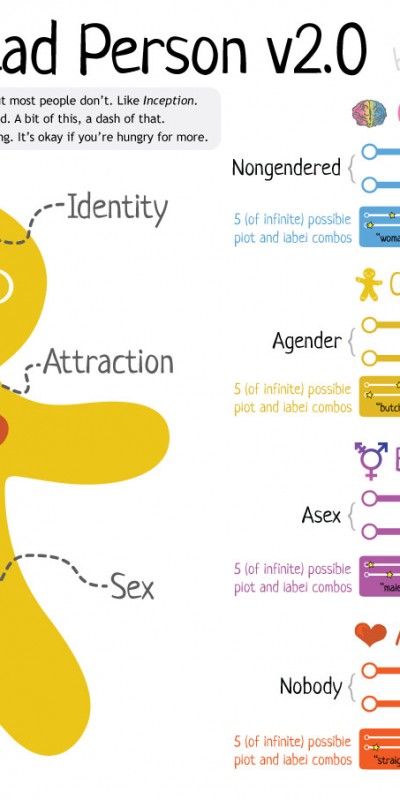 ad Person v2.0
t most people don't. Like Inception.
d. A bit of this, a dash of that.
ng. It's okay if you're hungry for more.
Identity
Attraction
Sex
Nongendered
5 (of infinite) possible
plot and label combos
"woma
Agender
5 (of infinite) possible
plot and label combos
"butch
Asex
5 (of infinite) possible
plot and label combos
"male
Nobody
5 (of infinite) possible
plot and label combos
"straig